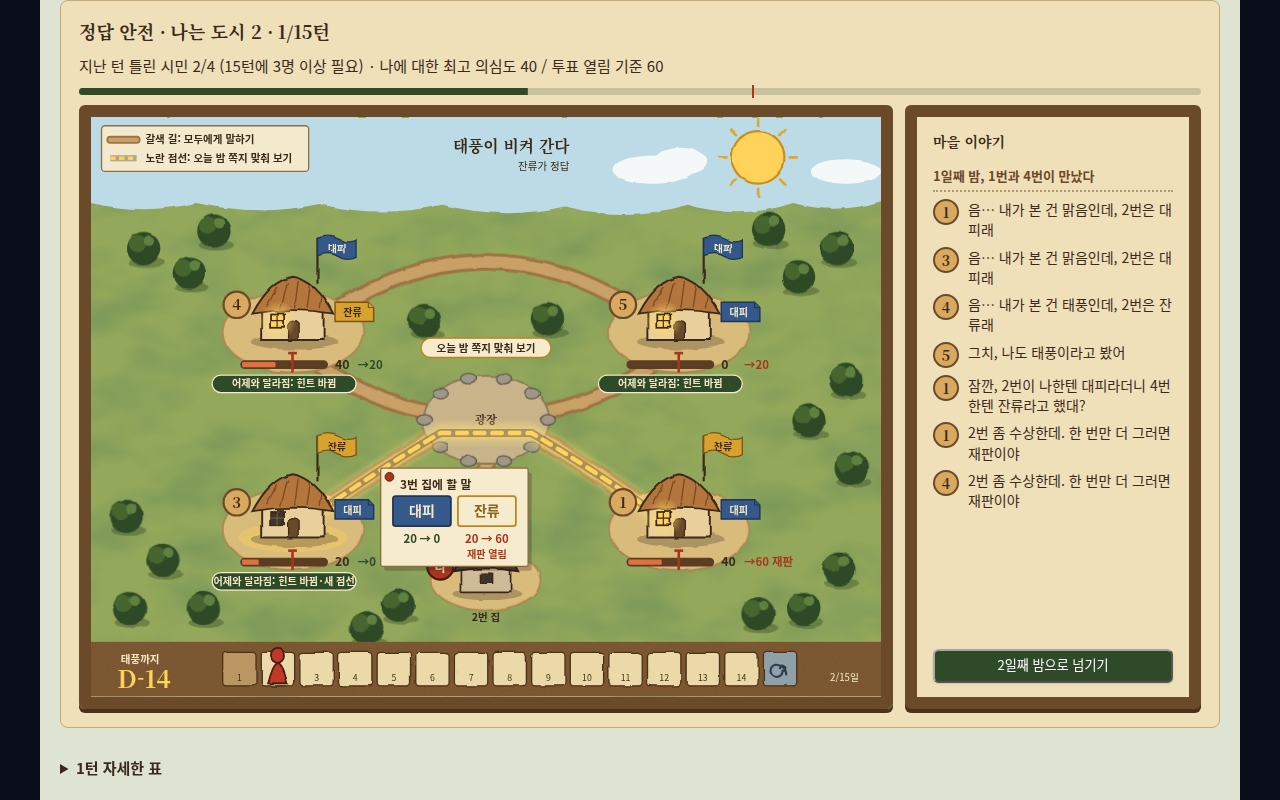 정답 안전 · 나는 도시 2 · 1/15턴
지난 턴 틀린 시민 2/4 (15턴에 3명 이상 필요) · 나에 대한 최고 의심도 40 / 투표 열림 기준 60
갈색 길: 모두에게 말하기
노란 점선: 오늘 밤 쪽지 맞춰 보기
태풍이 비켜 간다
잔류가 정답
대피
4
잔류
40 →20
어제와 달라짐: 힌트 바뀜
대피
5
대피
0 →20
어제와 달라짐: 힌트 바뀜
오늘 밤 쪽지 맞춰 보기
광장
잔류
3
대피
20 →0
어제와 달라짐: 힌트 바뀜·새 점선
3번 집에 할 말
대피
잔류
20 → 0
20 → 60
재판 열림
2번 집
잔류
1
대피
40 →60 재판
4
태풍까지
D-14
1
3
4
5
6
7
8
9
10
11
12
13
14
2/15일
마을 이야기
1일째 밤, 1번과 4번이 만났다
1 음… 내가 본 건 맑음인데, 2번은 대
피래
3 음… 내가 본 건 맑음인데, 2번은 대
피래
4 음… 내가 본 건 태풍인데, 2번은 잔
류래
5 그치, 나도 태풍이라고 봤어
1 잠깐, 2번이 나한텐 대피라더니 4번
한텐 잔류라고 했대?
1 2번 좀 수상한데. 한 번만 더 그러면
재판이야
4 2번 좀 수상한데. 한 번만 더 그러면
재판이야
2일째 밤으로 넘기기
1턴 자세한 표